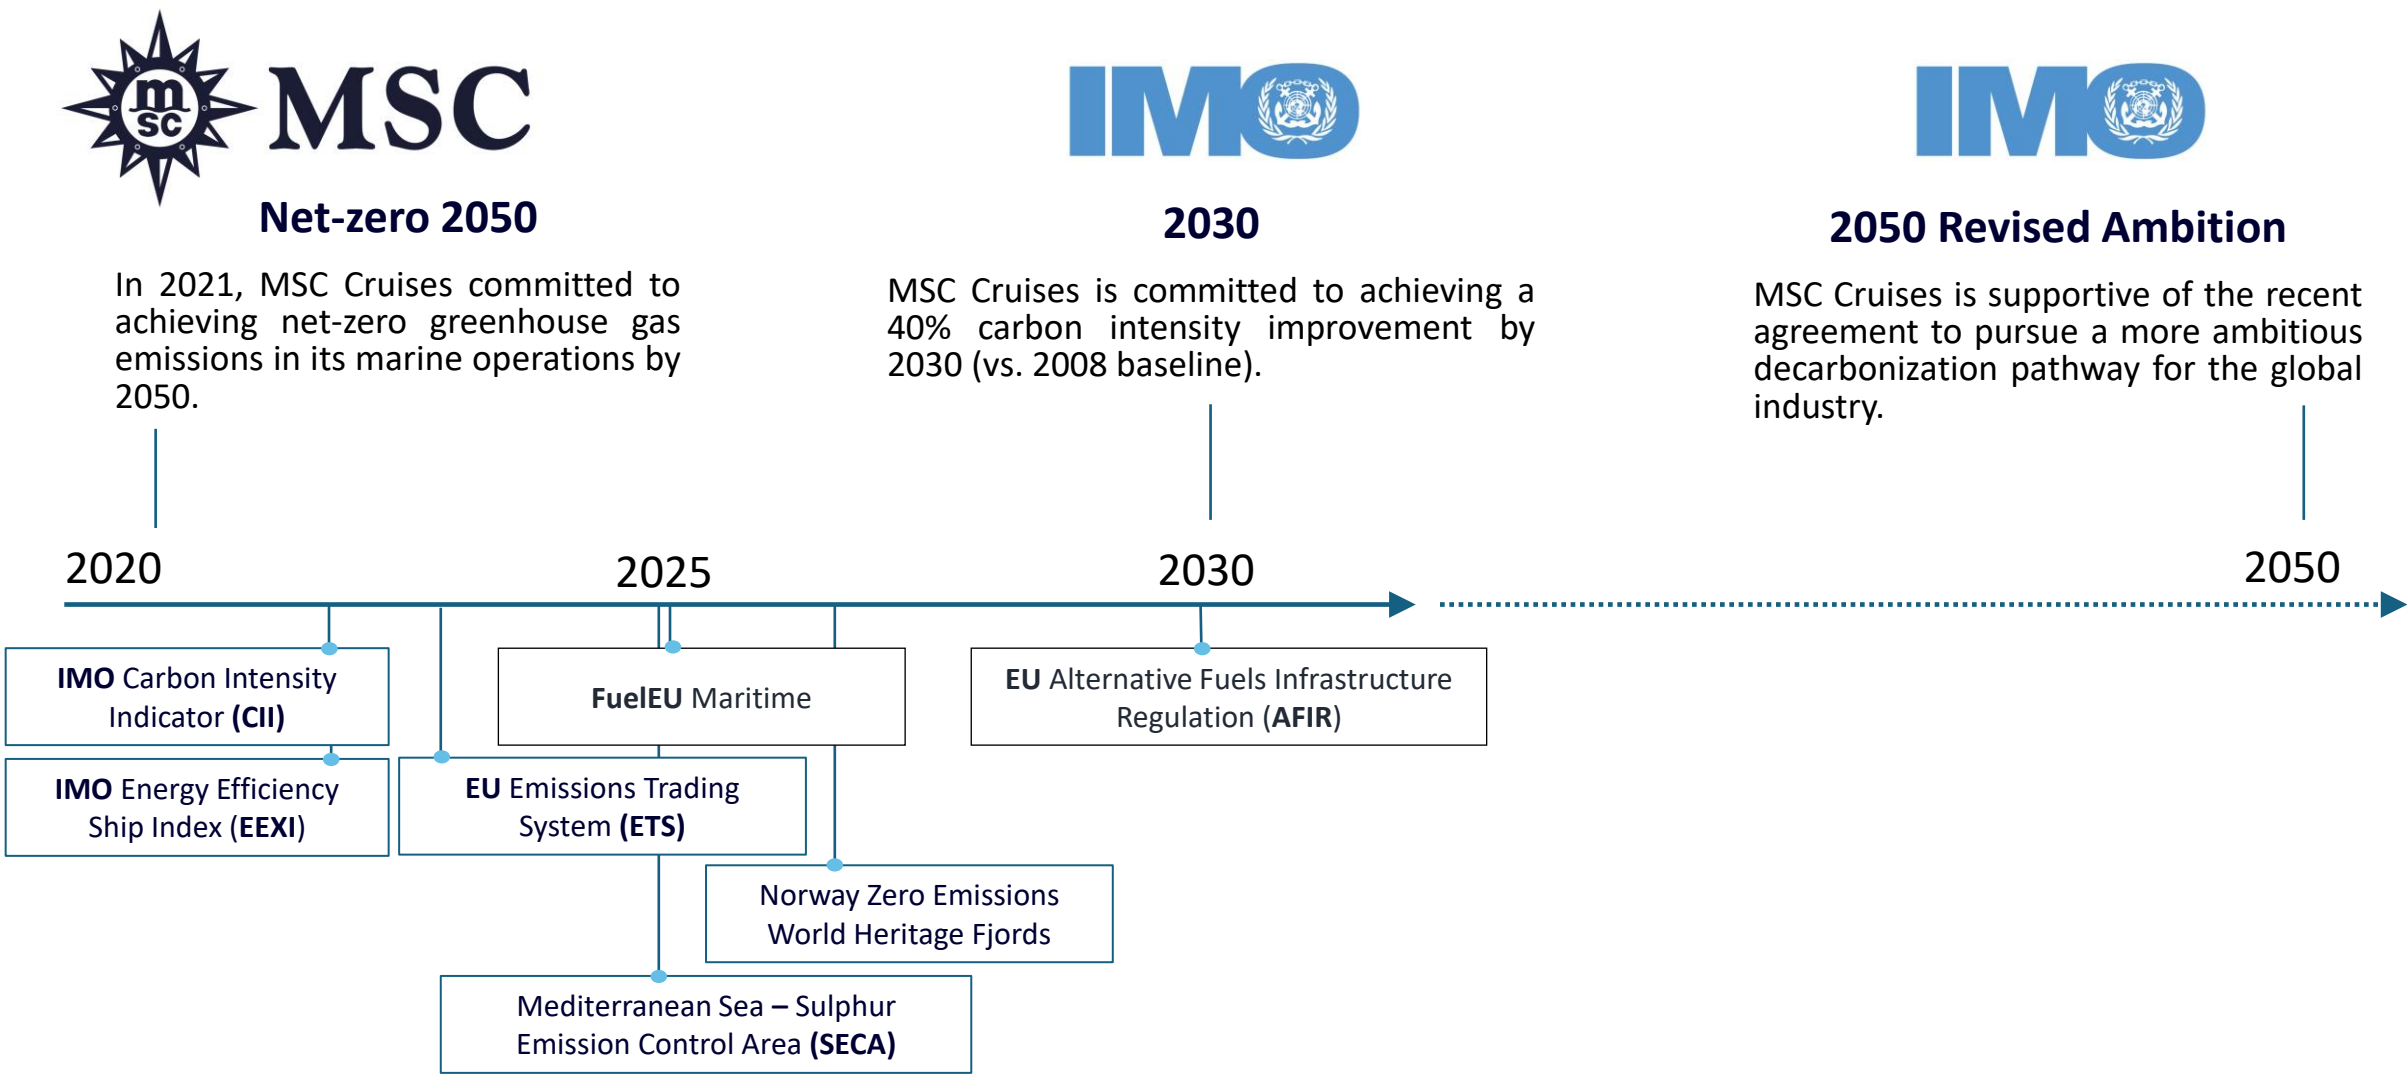 m
sc
MSC
Net-zero 2050
In 2021, MSC Cruises committed to
achieving net-zero greenhouse gas
emissions in its marine operations by
2050.
IMO
2030
MSC Cruises is committed to achieving a
40% carbon intensity improvement by
2030 (vs. 2008 baseline).
IMO
2050 Revised Ambition
MSC Cruises is supportive of the recent
agreement to pursue a more ambitious
decarbonization pathway for the global
industry.
2020
2025
2030
2050
IMO Carbon Intensity
Indicator (CII)
FuelEU Maritime
EU Alternative Fuels Infrastructure
Regulation (AFIR)
IMO Energy Efficiency
Ship Index (EEXI)
EU Emissions Trading
System (ETS)
Norway Zero Emissions
World Heritage Fjords
Mediterranean Sea – Sulphur
Emission Control Area (SECA)